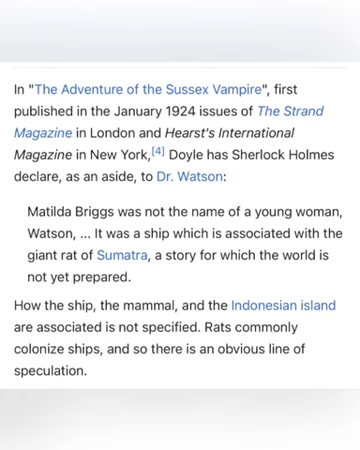 In "The Adventure of the Sussex Vampire", first
published in the January 1924 issues of The Strand
Magazine in London and Hearst's International
Magazine in New York,[4] Doyle has Sherlock Holmes
declare, as an aside, to Dr. Watson:
Matilda Briggs was not the name of a young woman,
Watson, ... It was a ship which is associated with the
giant rat of Sumatra, a story for which the world is
not yet prepared.
How the ship, the mammal, and the Indonesian island
are associated is not specified. Rats commonly
colonize ships, and so there is an obvious line of
speculation.